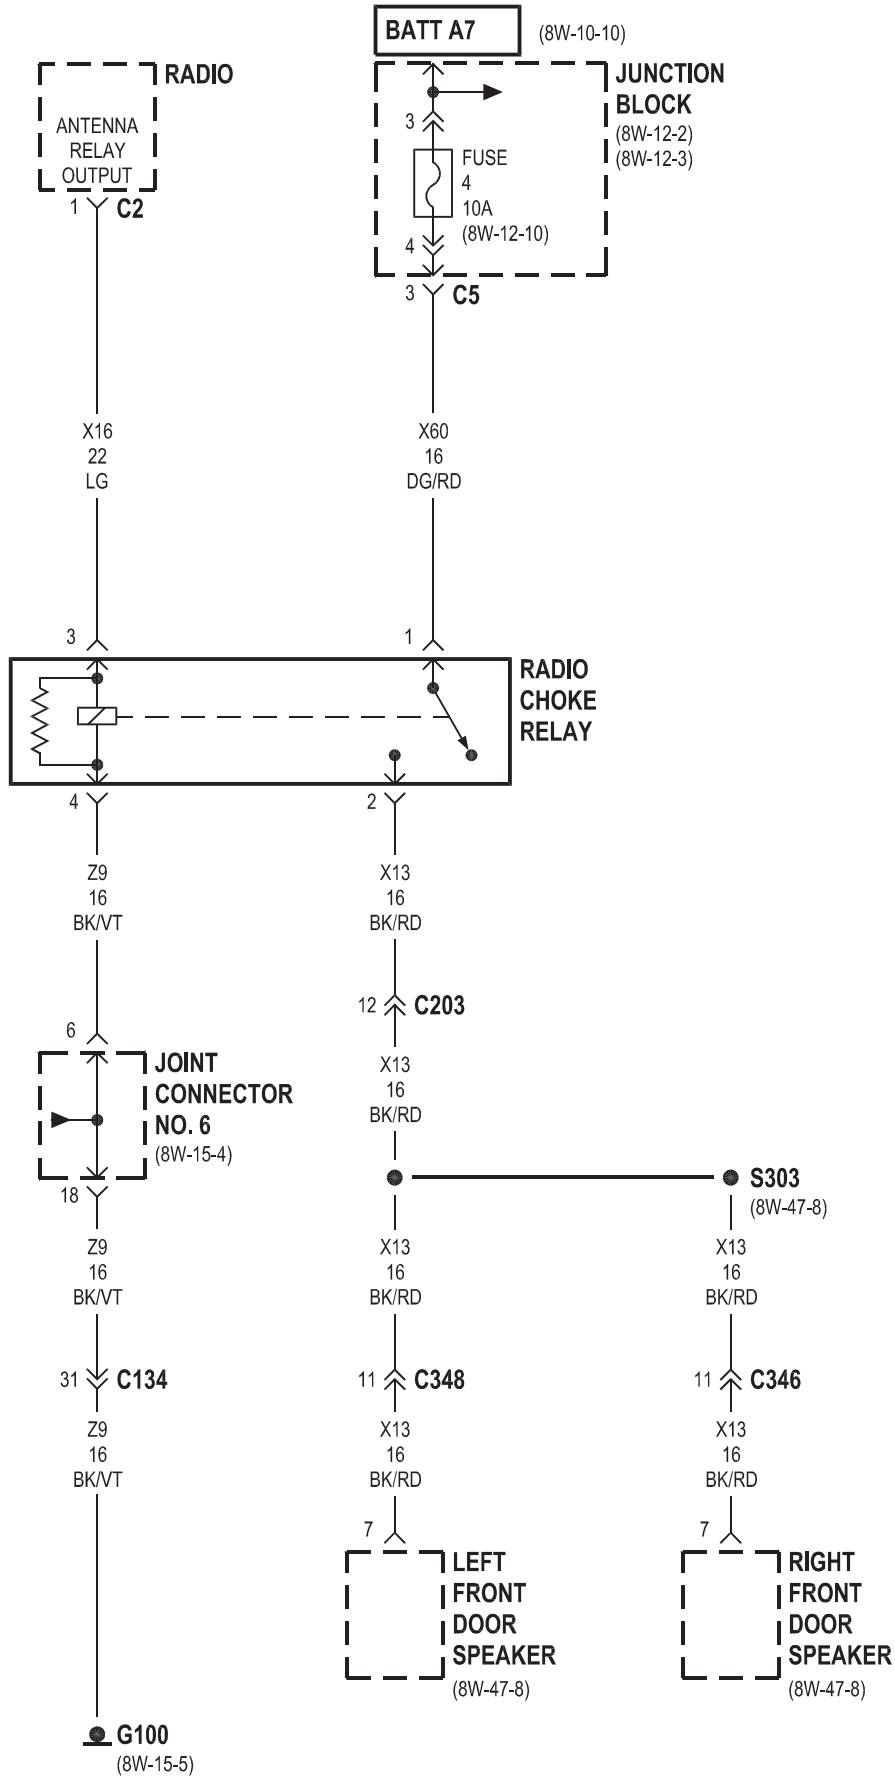 BATT A7
(8W-10-10)
RADIO
ANTENNA
RELAY
OUTPUT
1
C2
JUNCTION
BLOCK
(8W-12-2)
(8W-12-3)
3
FUSE
4
10A
(8W-12-10)
4
3
C5
X16
22
LG
X60
16
DG/RD
3
1
RADIO
CHOKE
RELAY
4
2
Z9
16
BK/VT
X13
16
BK/RD
12
C203
6
JOINT
CONNECTOR
NO. 6
(8W-15-4)
X13
16
BK/RD
18
S303
(8W-47-8)
Z9
16
BK/VT
X13
16
BK/RD
X13
16
BK/RD
31
C134
11
C348
11
C346
Z9
16
BK/VT
X13
16
BK/RD
X13
16
BK/RD
7
LEFT
FRONT
DOOR
SPEAKER
(8W-47-8)
7
RIGHT
FRONT
DOOR
SPEAKER
(8W-47-8)
G100
(8W-15-5)